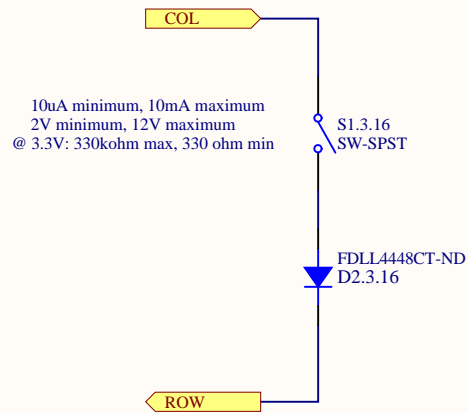 COL
10uA minimum, 10mA maximum
2V minimum, 12V maximum
@ 3.3V: 330kohm max, 330 ohm min
S1.3.16
SW-SPST
FDLL4448CT-ND
D2.3.16
ROW